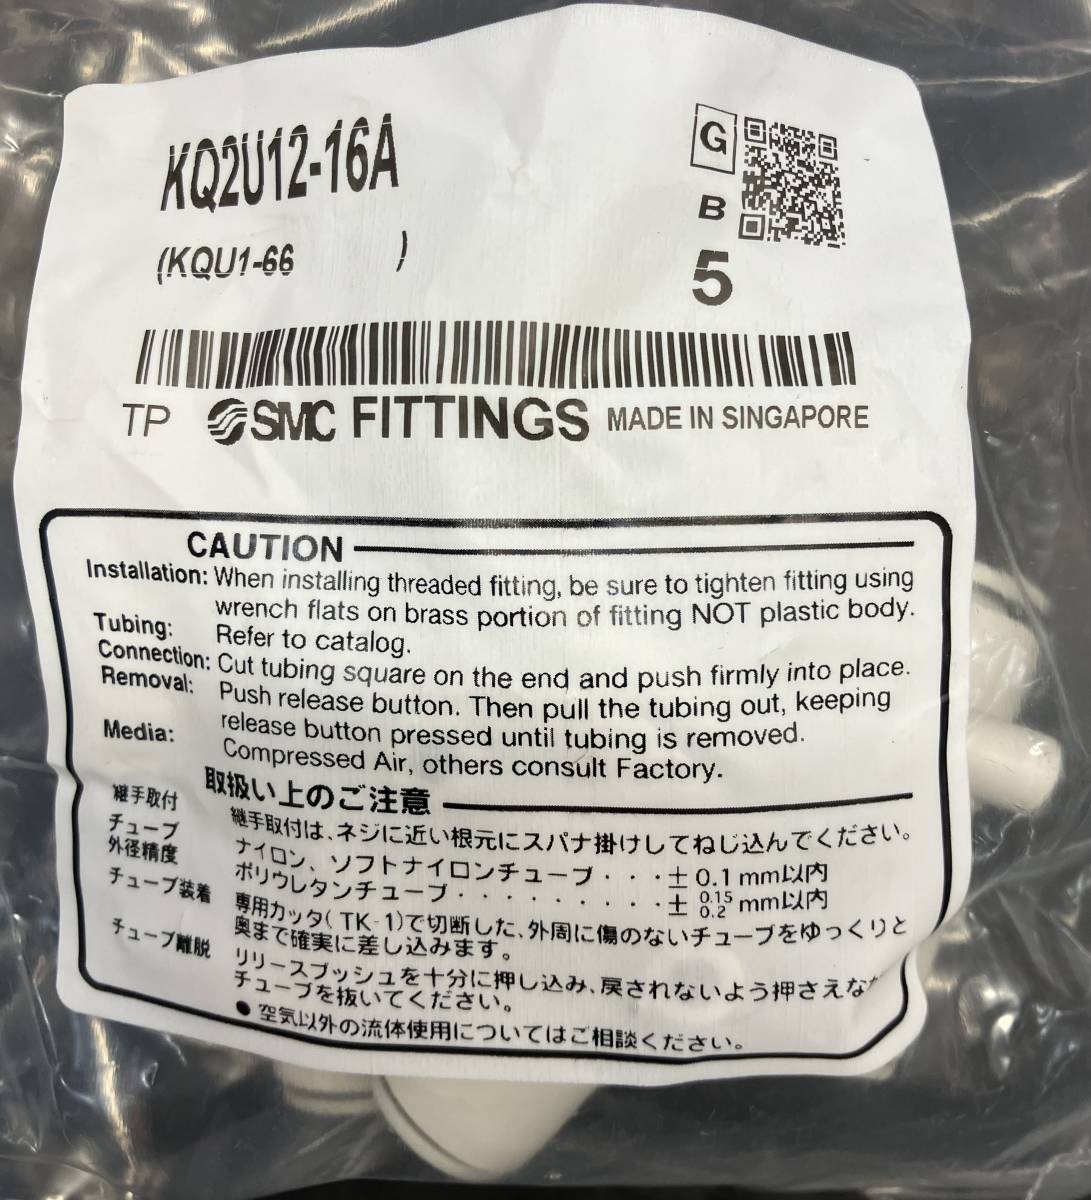 KQ2U12-16A
(KQU1-66 )
G
B
5
TP SMC FITTINGS MADE IN SINGAPORE
CAUTION
Installation: When installing threaded fitting, be sure to tighten fitting using
wrench flats on brass portion of fitting NOT plastic body.
Tubing: Refer to catalog.
Connection: Cut tubing square on the end and push firmly into place.
Removal: Push release button. Then pull the tubing out, keeping
release button pressed until tubing is removed.
Media: Compressed Air, others consult Factory.
取扱い上のご注意
継手取付 継手取付は、ネジに近い根元にスパナ掛けしてねじ込んでください。
チューブ ナイロン、ソフトナイロンチューブ・・・± 0.1 mm以内
外径精度 ポリウレタンチューブ・・・・・・・・・± 0.15 0.2 mm以内
チューブ装着 専用カッタ(TK-1)で切断した、外周に傷のないチューブをゆっくりと
奥まで確実に差し込みます。
チューブ離脱 リリースブッシュを十分に押し込み、戻されないよう押さえな
チューブを抜いてください。
●空気以外の流体使用についてはご相談ください。